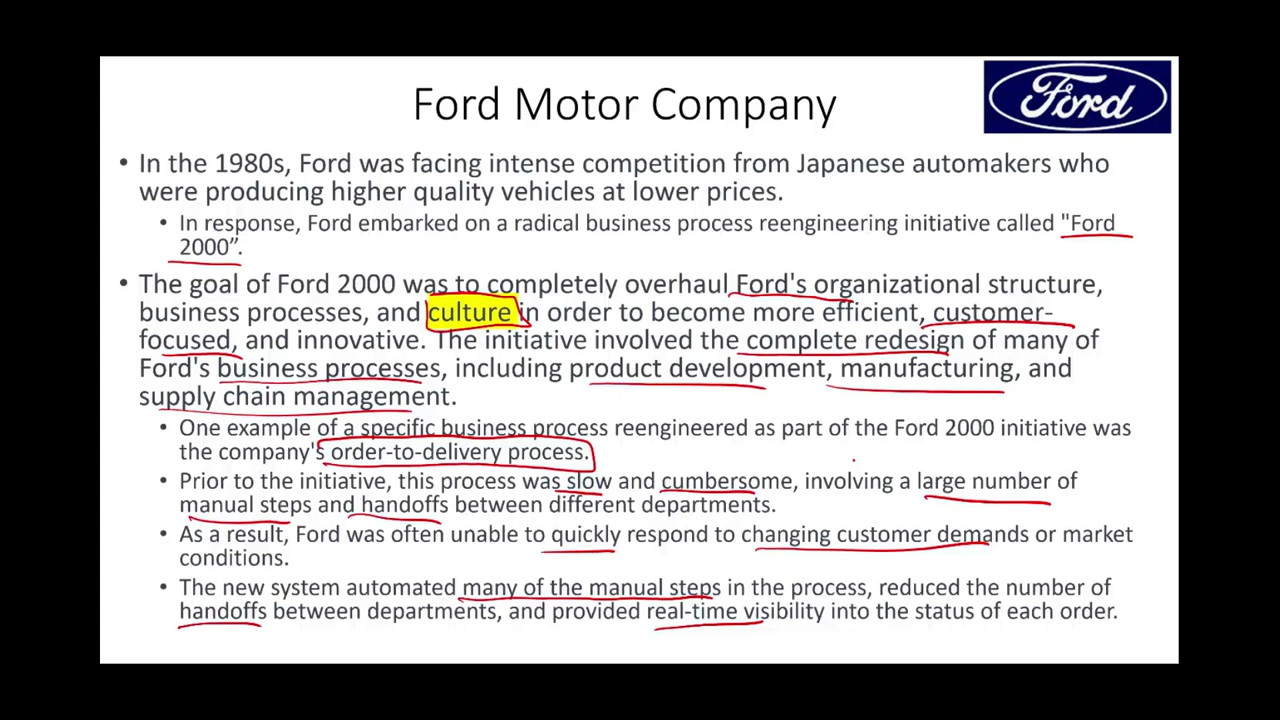 Ford Motor Company
Ford
• In the 1980s, Ford was facing intense competition from Japanese automakers who
were producing higher quality vehicles at lower prices.
• In response, Ford embarked on a radical business process reengineering initiative called "Ford
2000”.
• The goal of Ford 2000 was to completely overhaul Ford's organizational structure,
business processes, and culture in order to become more efficient, customer-
focused, and innovative. The initiative involved the complete redesign of many of
Ford's business processes, including product development, manufacturing, and
supply chain management.
• One example of a specific business process reengineered as part of the Ford 2000 initiative was
the company's order-to-delivery process.
• Prior to the initiative, this process was slow and cumbersome, involving a large number of
manual steps and handoffs between different departments.
• As a result, Ford was often unable to quickly respond to changing customer demands or market
conditions.
• The new system automated many of the manual steps in the process, reduced the number of
handoffs between departments, and provided real-time visibility into the status of each order.